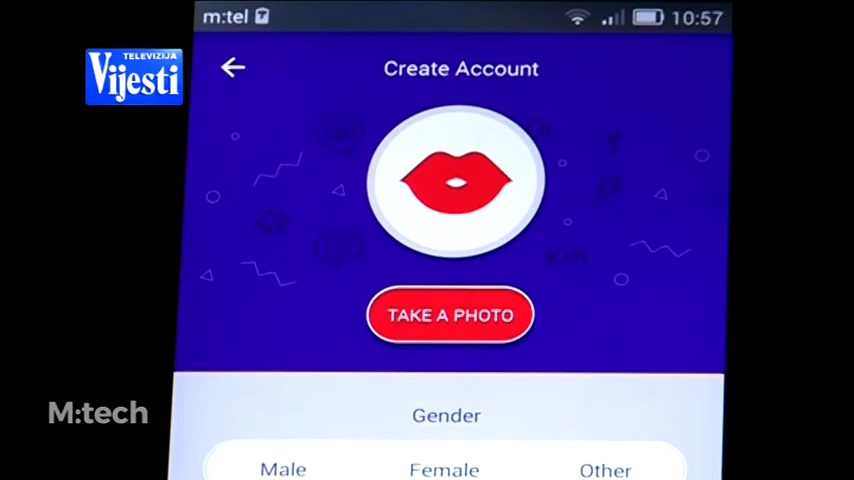 m:tel 10:57
TELEVIZIJA
Vijesti
Create Account
TAKE A PHOTO
M:tech
Gender
Male Female Other